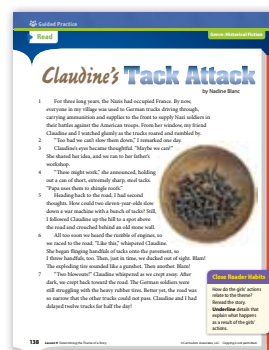 Guided Practice
Read
Genre: Historical Fiction
Claudine's Tack Attack
by Nadine Blanc
1 For three long years, the Nazis had occupied France. By now,
everyone in my village was used to German trucks driving through,
carrying ammunition and supplies to the front to supply Nazi soldiers in
their battles against the American troops. From her window, my friend
Claudine and I watched glumly as the trucks roared and rumbled by.
2 "Too bad we can't slow them down," I remarked one day.
3 Claudine's eyes became thoughtful. "Maybe we can!"
She shared her idea, and we ran to her father's
workshop.
4 "These might work," she announced, holding
out a can of short, extremely sharp, steel tacks.
"Papa uses them to shingle roofs."
5 Heading back to the road, I had second
thoughts. How could two eleven-year-olds slow
down a war machine with a bunch of tacks? Still,
I followed Claudine up the hill to a spot above
the road and crouched behind an old stone wall.
6 All too soon we heard the rumble of engines, so
we raced to the road. "Like this," whispered Claudine.
She began flinging handfuls of tacks onto the pavement, so
I threw handfuls, too. Then, just in time, we ducked out of sight. Blam!
The exploding tire sounded like a gunshot. Then another. Blam!
7 "Two blowouts!" Claudine whispered as we crept away. After
dark, we crept back toward the road. The German soldiers were
still struggling with the heavy rubber tires. Better yet, the road was
so narrow that the other trucks could not pass. Claudine and I had
delayed twelve trucks for half the day!
Close Reader Habits
How do the girls'
actions relate to the
theme? Reread the
story. Underline
details that
explain what happens
as a result of the girls'
actions.
138
Lesson 8 Determining the Theme of a Story
©Curriculum Associates, LLC Copying is not permitted.